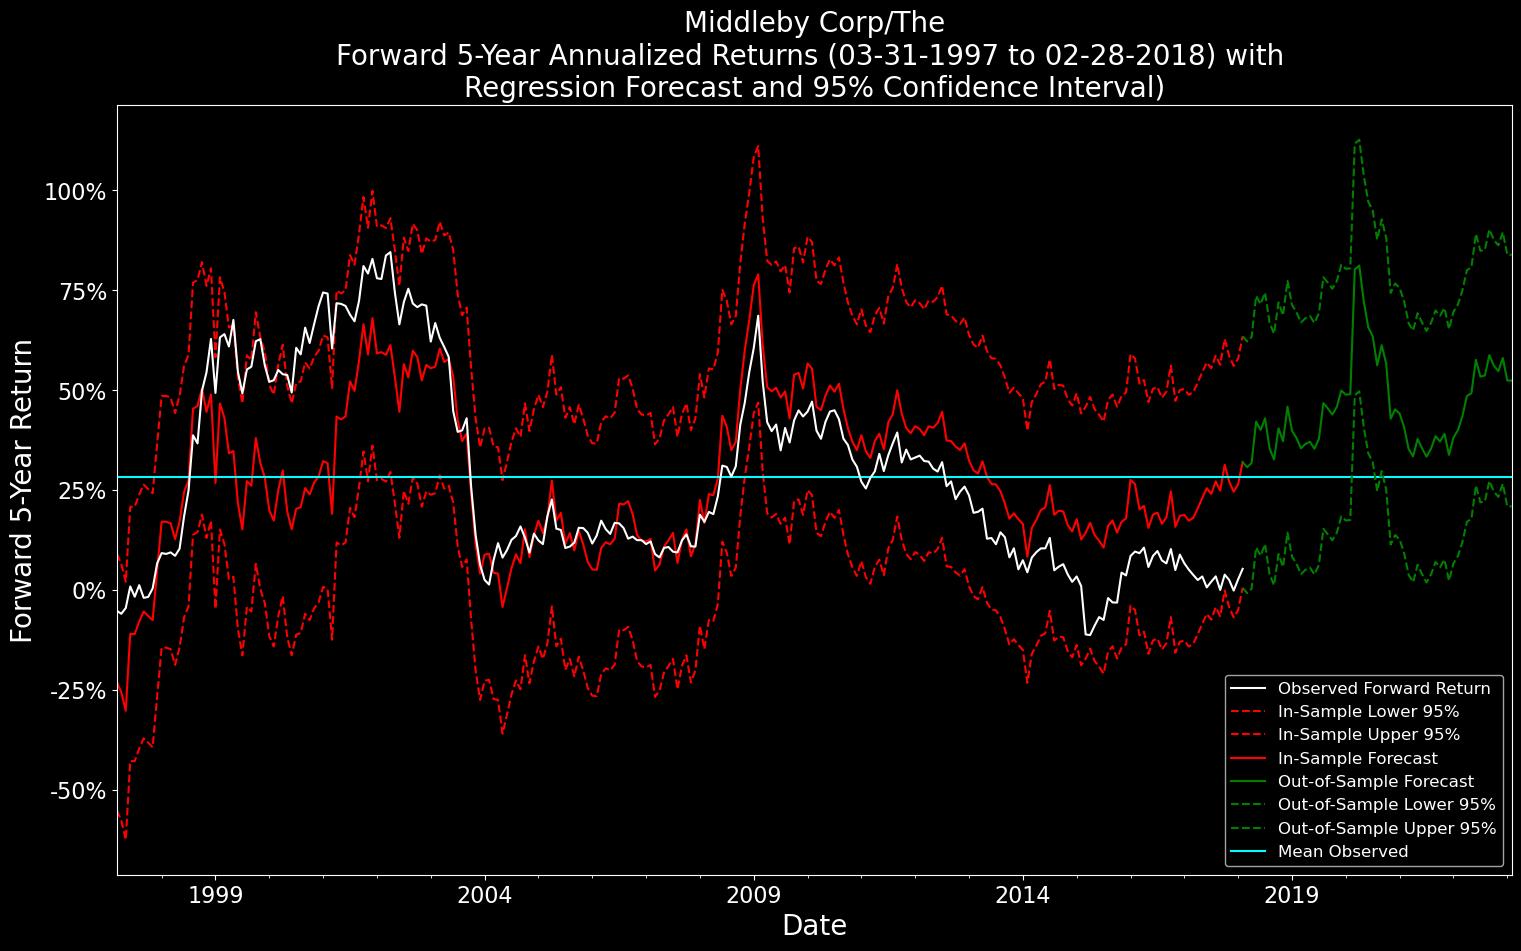 Middleby Corp/The
Forward 5-Year Annualized Returns (03-31-1997 to 02-28-2018) with
Regression Forecast and 95% Confidence Interval)
Forward 5-Year Return
100%
75%
50%
25%
0%
-25%
-50%
Observed Forward Return
In-Sample Lower 95%
In-Sample Upper 95%
In-Sample Forecast
Out-of-Sample Forecast
Out-of-Sample Lower 95%
Out-of-Sample Upper 95%
Mean Observed
1999
2004
2009
2014
2019
Date